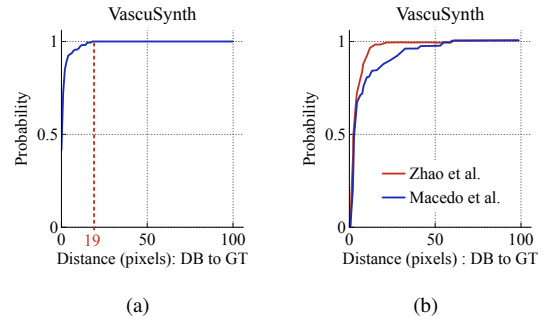 VascuSynth
1
0.5
0
Probability
0
19
50
100
Distance (pixels): DB to GT
(a)
VascuSynth
1
0.5
0
Probability
Zhao et al.
Macedo et al.
0
50
100
Distance (pixels) : DB to GT
(b)